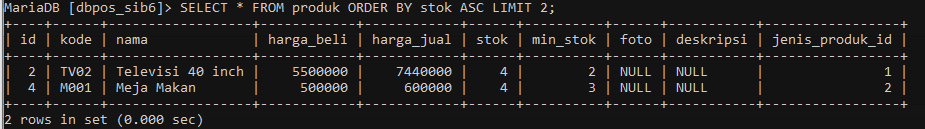 MariaDB [dbpos_sib6]> SELECT * FROM produk ORDER BY stok ASC LIMIT 2;
+----+------+------------------+------------+------------+------+----------+------+-----------+-----------------+
| id | kode | nama             | harga_beli | harga_jual | stok | min_stok | foto | deskripsi | jenis_produk_id |
+----+------+------------------+------------+------------+------+----------+------+-----------+-----------------+
|  2 | TV02 | Televisi 40 inch |    5500000 |    7440000 |    4 |        2 | NULL | NULL      |               1 |
|  4 | M001 | Meja Makan       |     500000 |     600000 |    4 |        3 | NULL | NULL      |               2 |
+----+------+------------------+------------+------------+------+----------+------+-----------+-----------------+
2 rows in set (0.000 sec)